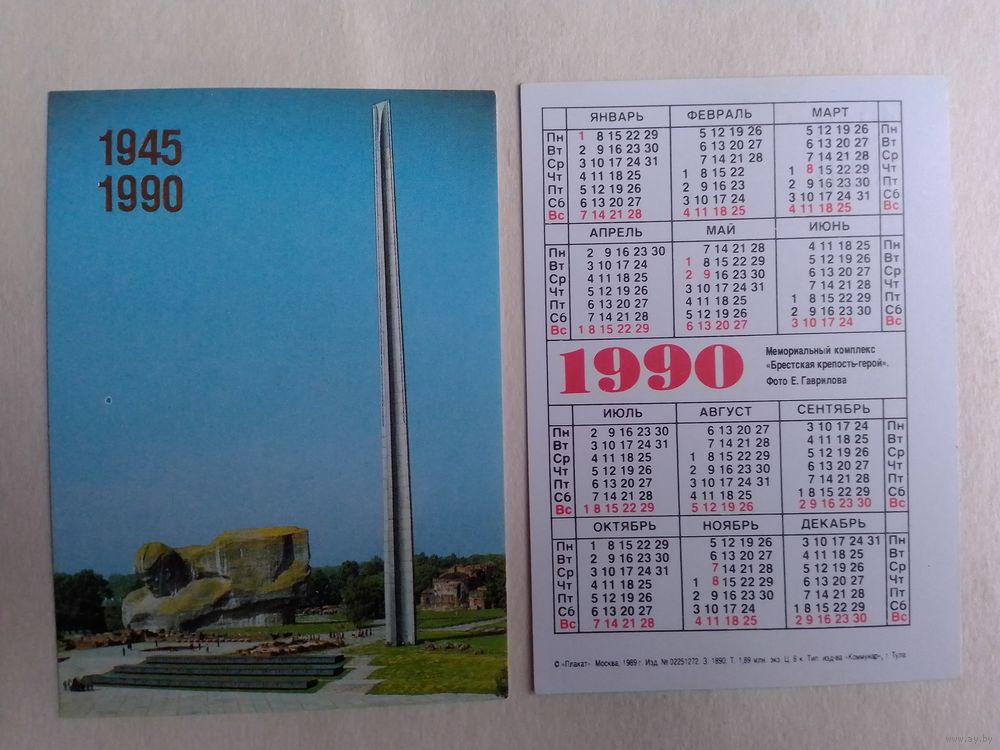 1945
1990
ЯНВАРЬ ФЕВРАЛЬ МАРТ
Пн 1 8 15 22 29 5 12 19 26 5 12 19 26 Пн
Вт 2 9 16 23 30 6 13 20 27 6 13 20 27 Вт
Ср 3 10 17 24 31 7 14 21 28 7 14 21 28 Ср
Чт 4 11 18 25 1 8 15 22 1 8 15 22 29 Чт
Пт 5 12 19 26 2 9 16 23 2 9 16 23 30 Пт
Сб 6 13 20 27 3 10 17 24 3 10 17 24 31 Сб
Вс 7 14 21 28 4 11 18 25 4 11 18 25 Вс
АПРЕЛЬ МАЙ ИЮНЬ
Пн 2 9 16 23 30 7 14 21 28 4 11 18 25 Пн
Вт 3 10 17 24 1 8 15 22 29 5 12 19 26 Вт
Ср 4 11 18 25 2 9 16 23 30 6 13 20 27 Ср
Чт 5 12 19 26 3 10 17 24 31 7 14 21 28 Чт
Пт 6 13 20 27 4 11 18 25 1 8 15 22 29 Пт
Сб 7 14 21 28 5 12 19 26 2 9 16 23 30 Сб
Вс 1 8 15 22 29 6 13 20 27 3 10 17 24 Вс
1990
Мемориальный комплекс
«Брестская крепость-герой».
Фото Е. Гаврилова
ИЮЛЬ АВГУСТ СЕНТЯБРЬ
Пн 2 9 16 23 30 6 13 20 27 3 10 17 24 Пн
Вт 3 10 17 24 31 7 14 21 28 4 11 18 25 Вт
Ср 4 11 18 25 1 8 15 22 29 5 12 19 26 Ср
Чт 5 12 19 26 2 9 16 23 30 6 13 20 27 Чт
Пт 6 13 20 27 3 10 17 24 31 7 14 21 28 Пт
Сб 7 14 21 28 4 11 18 25 1 8 15 22 29 Сб
Вс 1 8 15 22 29 5 12 19 26 2 9 16 23 30 Вс
ОКТЯБРЬ НОЯБРЬ ДЕКАБРЬ
Пн 1 8 15 22 29 5 12 19 26 3 10 17 24 31 Пн
Вт 2 9 16 23 30 6 13 20 27 4 11 18 25 Вт
Ср 3 10 17 24 31 7 14 21 28 5 12 19 26 Ср
Чт 4 11 18 25 1 8 15 22 29 6 13 20 27 Чт
Пт 5 12 19 26 2 9 16 23 30 7 14 21 28 Пт
Сб 6 13 20 27 3 10 17 24 1 8 15 22 29 Сб
Вс 7 14 21 28 4 11 18 25 2 9 16 23 30 Вс
© «Плакат» Москва, 1989 г. Изд. № 02251272 З. 1890. Т. 1,89 млн. экз Ц. 8 к Тип. изд-ва «Коммунар», г. Тула
www.ay.by